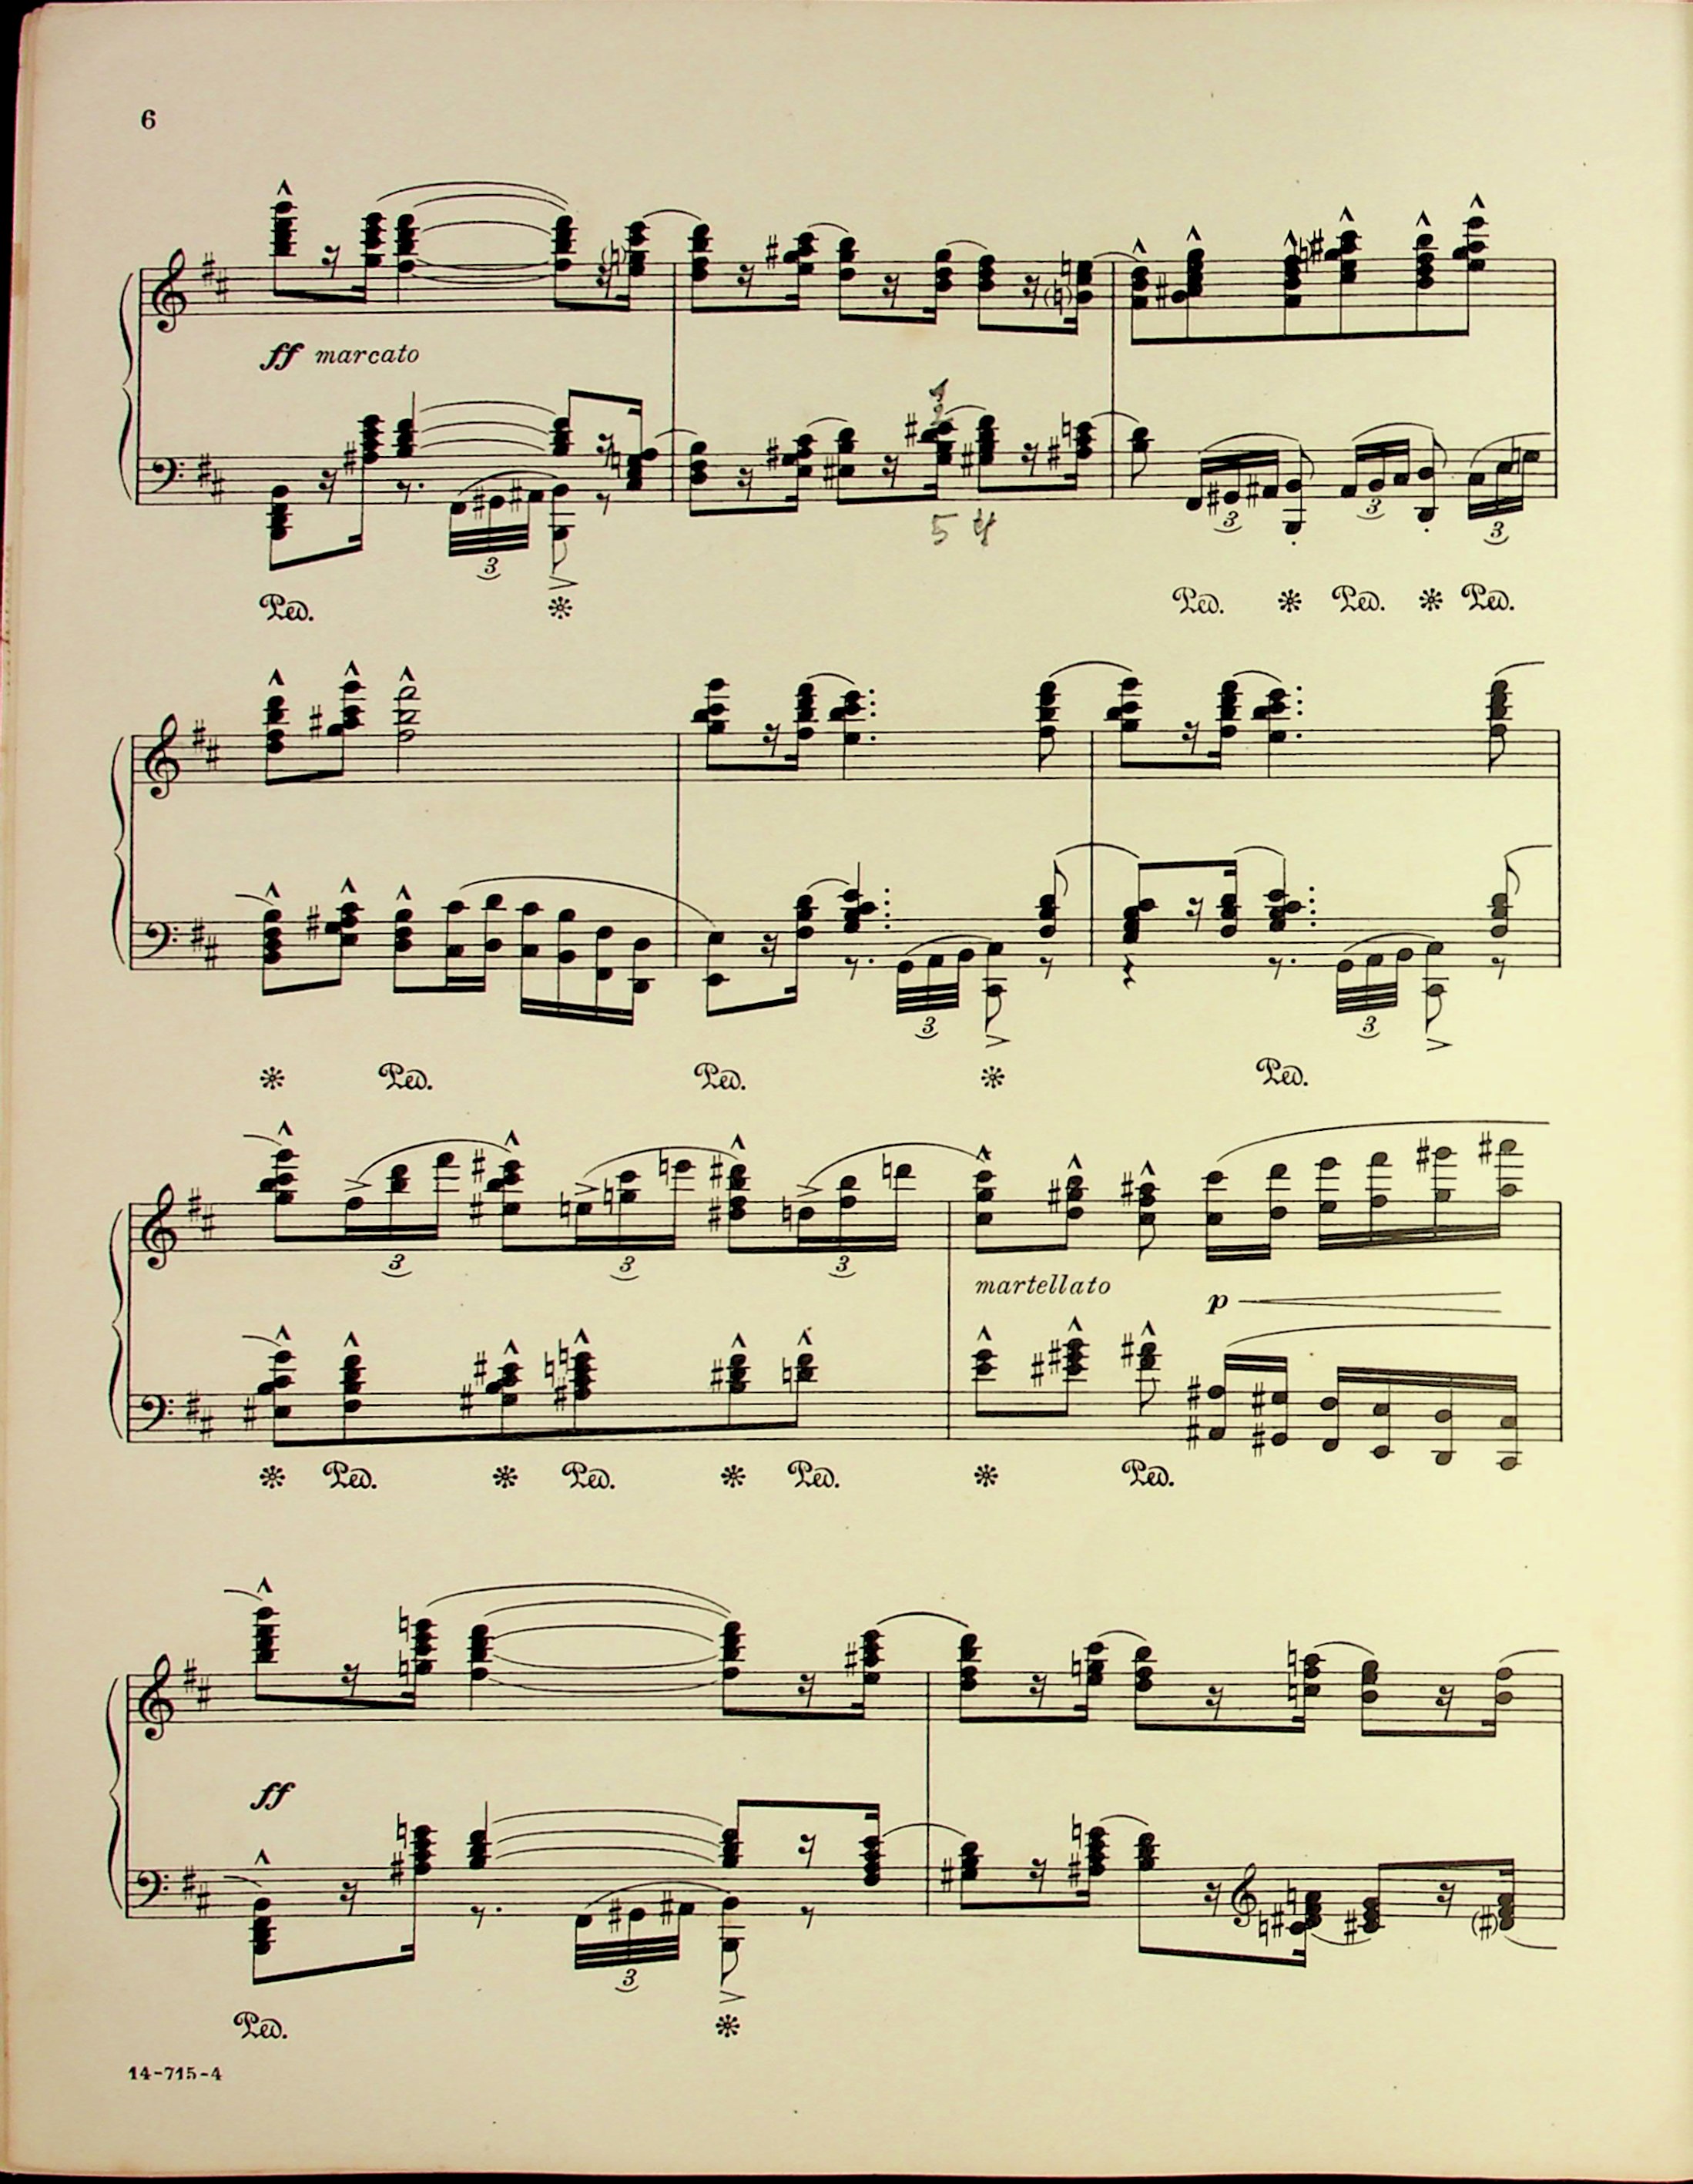 6
ff marcato
1
3
5 4
3 3 3
Ped. * Ped. * Ped. * Ped.
3 3
* Ped. Ped. * Ped.
3 3 3
martellato
p
* Ped. * Ped. * Ped. * Ped.
ff
3
Ped. *
14-715-4